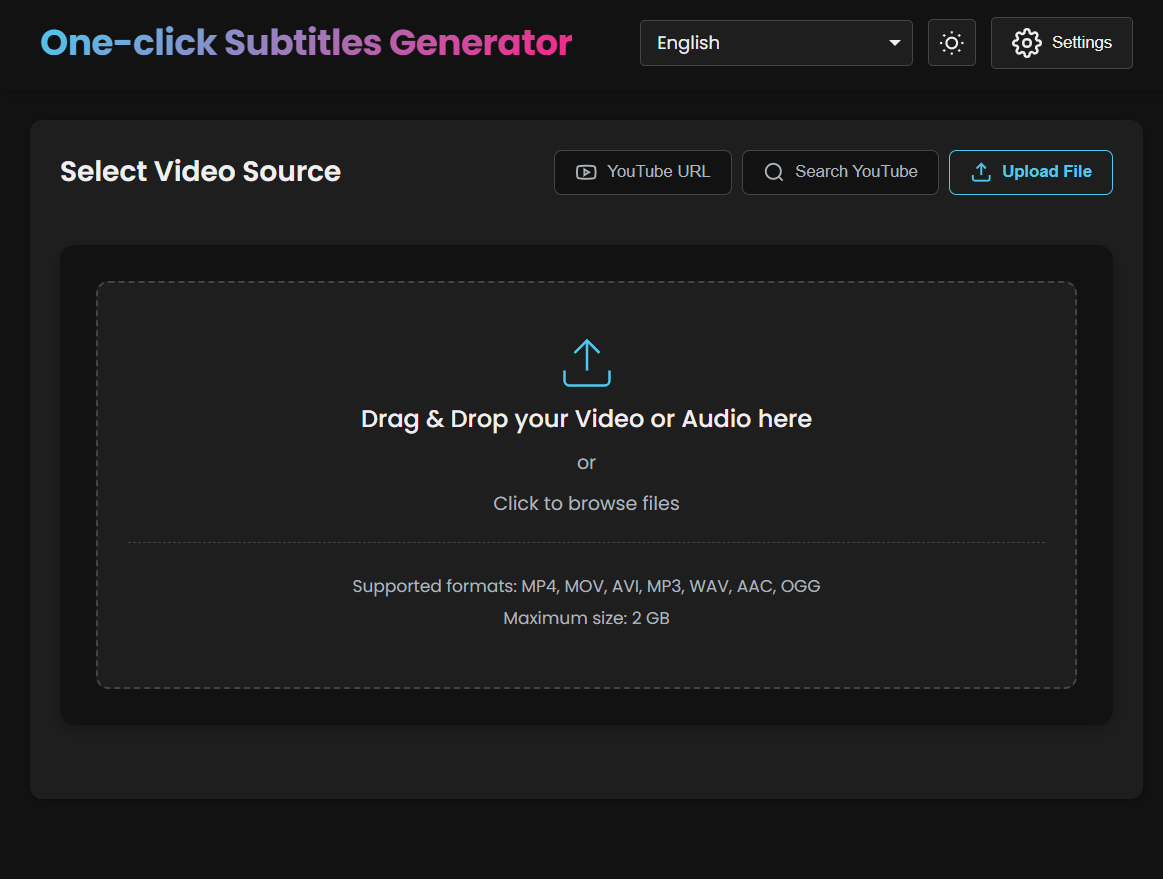 One-click Subtitles Generator
English
Settings
Select Video Source
YouTube URL
Search YouTube
Upload File
Drag & Drop your Video or Audio here
or
Click to browse files
Supported formats: MP4, MOV, AVI, MP3, WAV, AAC, OGG
Maximum size: 2 GB